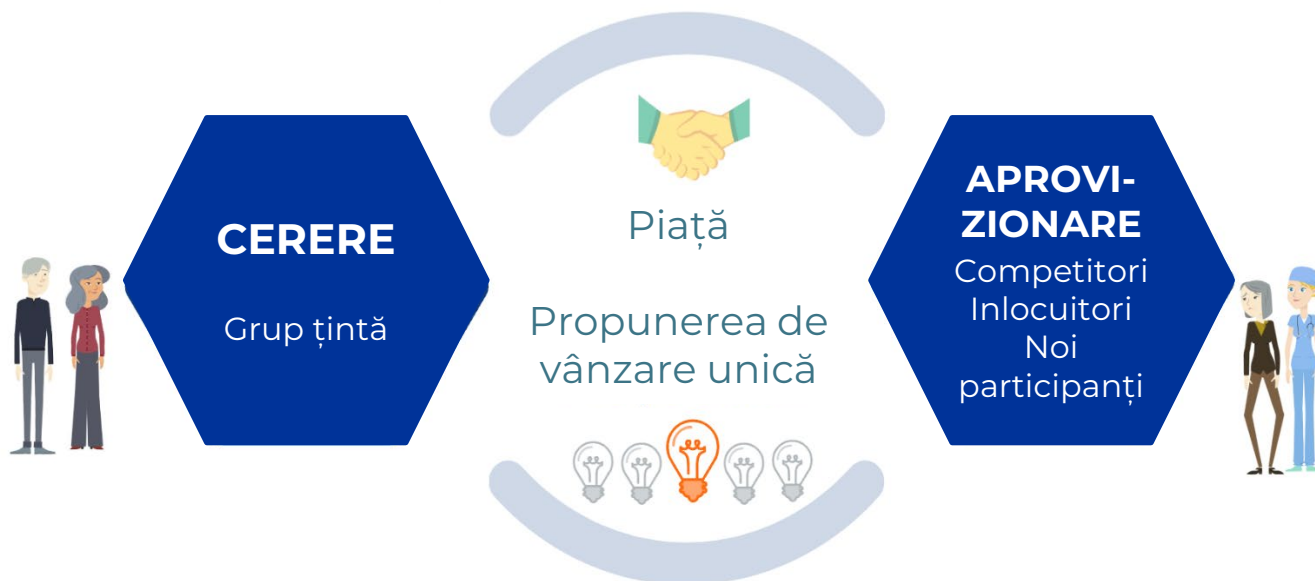 CERERE
Grup țintă
Piață
Propunerea de
vânzare unică
APROVI-
ZIONARE
Competitori
Inlocuitori
Noi
participanți